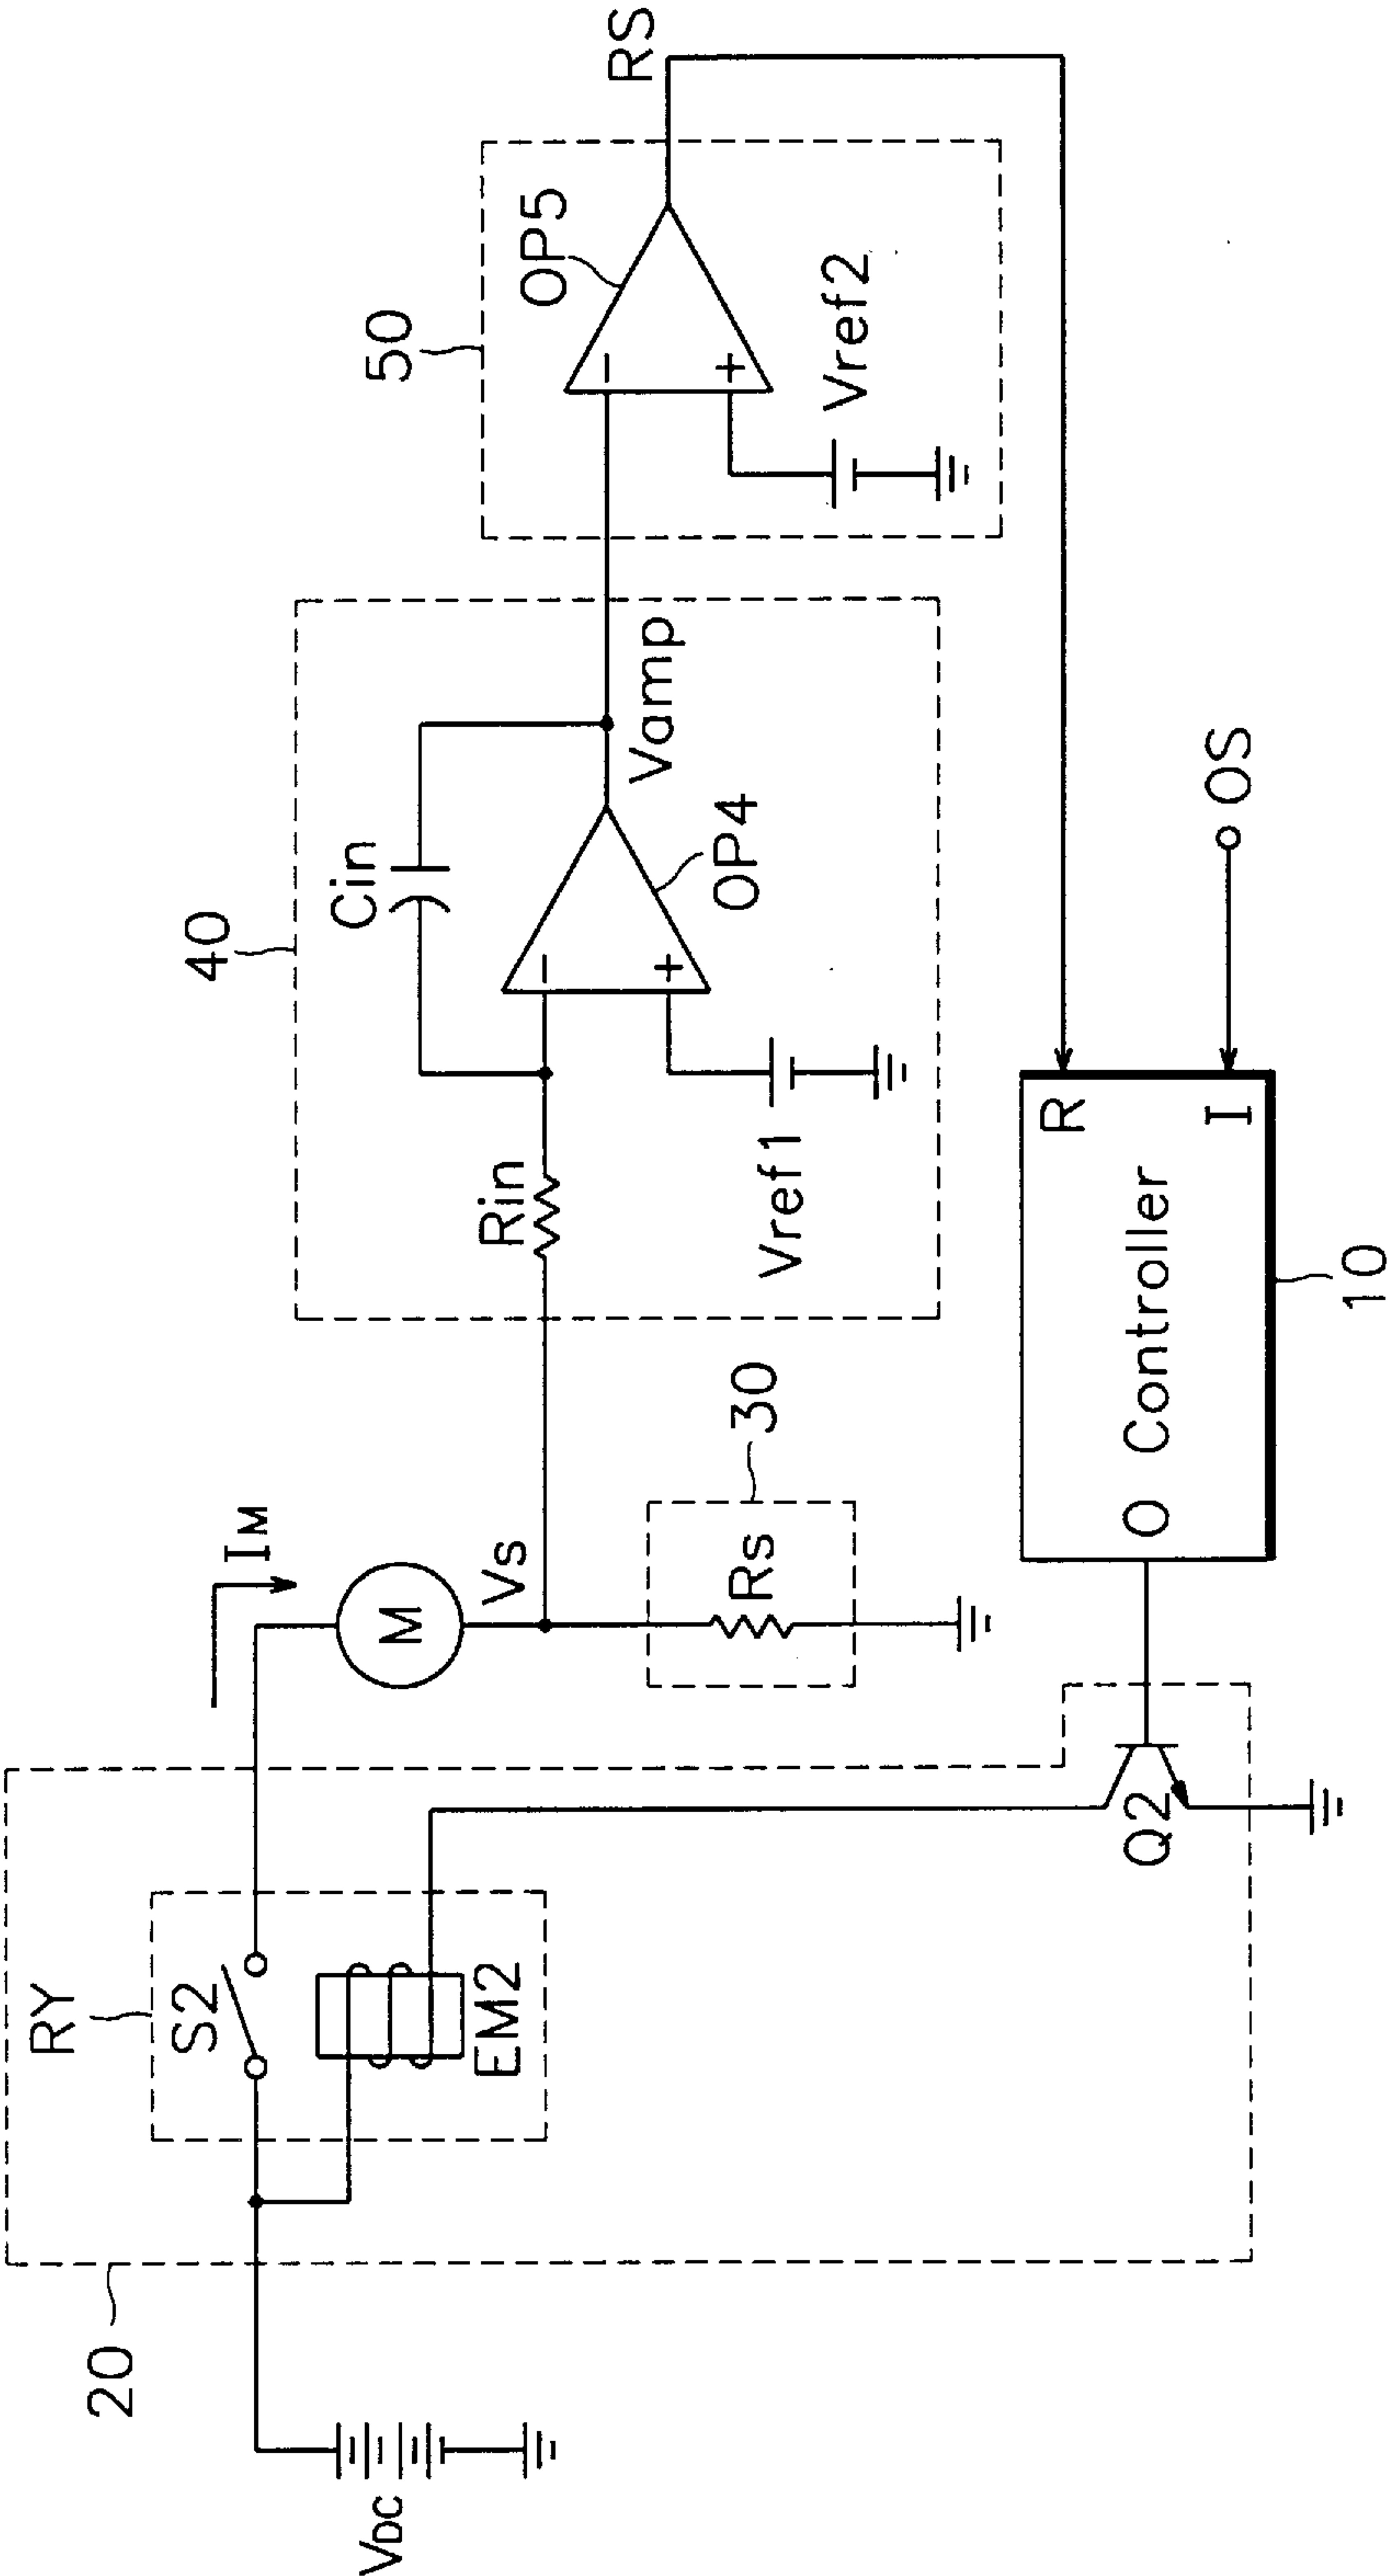 20
RY
S2
EM2
VDC
Q2
IM
M
Vs
30
Rs
40
Cin
Rin
-
+
OP4
Vref1
Vamp
50
OP5
-
+
Vref2
RS
O
Controller
R
I
10
OS